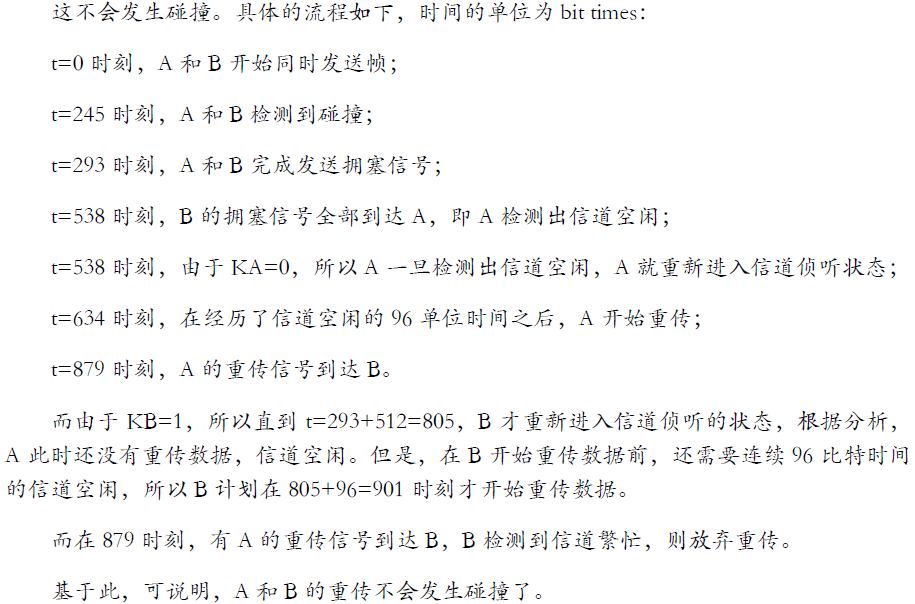 这不会发生碰撞。具体的流程如下，时间的单位为 bit times：
t=0 时刻，A 和 B 开始同时发送帧；
t=245 时刻，A 和 B 检测到碰撞；
t=293 时刻，A 和 B 完成发送拥塞信号；
t=538 时刻，B 的拥塞信号全部到达 A，即 A 检测出信道空闲；
t=538 时刻，由于 KA=0，所以 A 一旦检测出信道空闲，A 就重新进入信道侦听状态；
t=634 时刻，在经历了信道空闲的 96 单位时间之后，A 开始重传；
t=879 时刻，A 的重传信号到达 B。
而由于 KB=1，所以直到 t=293+512=805，B 才重新进入信道侦听的状态，根据分析，
A 此时还没有重传数据，信道空闲。但是，在 B 开始重传数据前，还需要连续 96 比特时间
的信道空闲，所以 B 计划在 805+96=901 时刻才开始重传数据。
而在 879 时刻，有 A 的重传信号到达 B，B 检测到信道繁忙，则放弃重传。
基于此，可说明，A 和 B 的重传不会发生碰撞了。